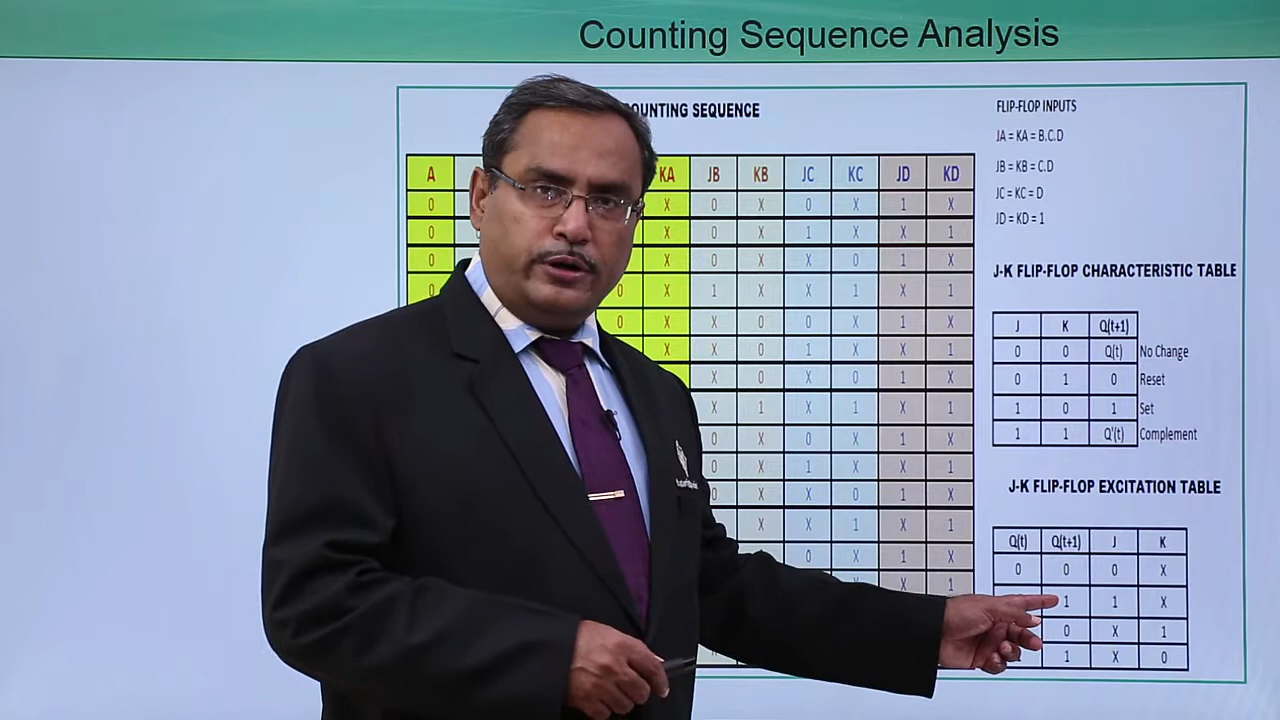 Counting Sequence Analysis
COUNTING SEQUENCE
A KA JB KB JC KC JD KD
0 X 0 X 0 X 1 X
0 X 0 X 1 X X 1
0 X 0 X X 0 1 X
0 0 X 1 X X 1 X 1
0 X X 0 0 X 1 X
X X 0 1 X X 1
X 0 X 0 1 X
X 1 X 1 X 1
0 X 0 X 1 X
0 X 1 X X 1
0 X X 0 1 X
X X 1 X 1
0 X 1 X
X X 1
FLIP-FLOP INPUTS
JA = KA = B.C.D
JB = KB = C.D
JC = KC = D
JD = KD = 1
J-K FLIP-FLOP CHARACTERISTIC TABLE
J K Q(t+1)
0 0 Q(t) No Change
0 1 0 Reset
1 0 1 Set
1 1 Q'(t) Complement
J-K FLIP-FLOP EXCITATION TABLE
Q(t) Q(t+1) J K
0 0 0 X
1 1 X
0 X 1
1 X 0